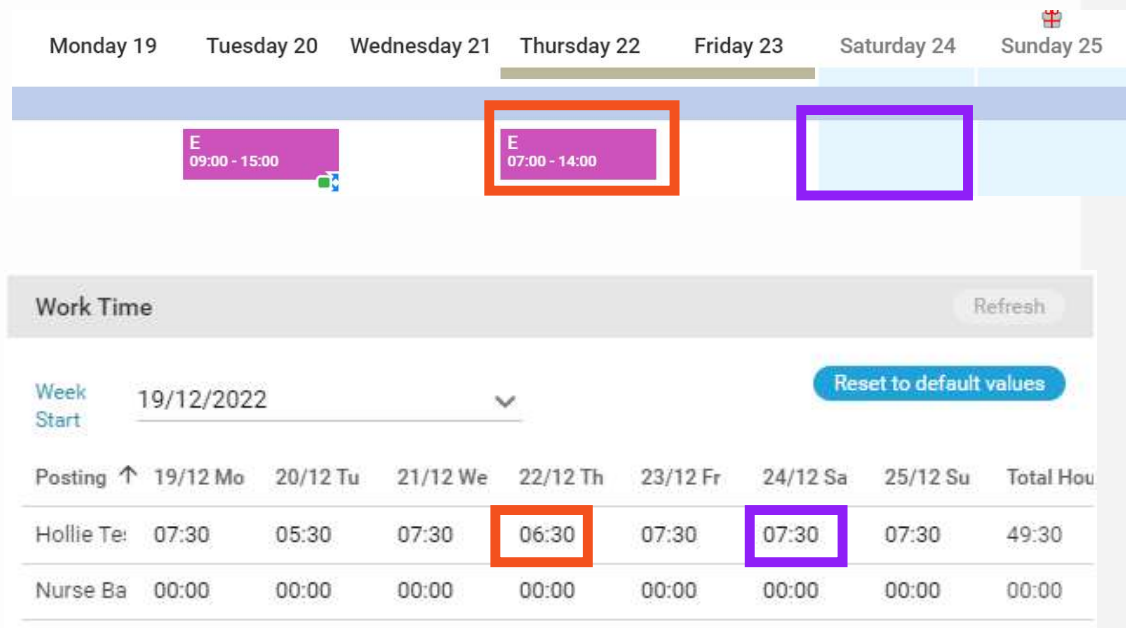 Monday 19 Tuesday 20 Wednesday 21 Thursday 22 Friday 23 Saturday 24 Sunday 25
E E
09:00 - 15:00 07:00 - 14:00
Work Time Refresh
Week Start 19/12/2022 Reset to default values
Posting ↑ 19/12 Mo 20/12 Tu 21/12 We 22/12 Th 23/12 Fr 24/12 Sa 25/12 Su Total Hou
Hollie Te 07:30 05:30 07:30 06:30 07:30 07:30 07:30 49:30
Nurse Ba 00:00 00:00 00:00 00:00 00:00 00:00 00:00 00:00